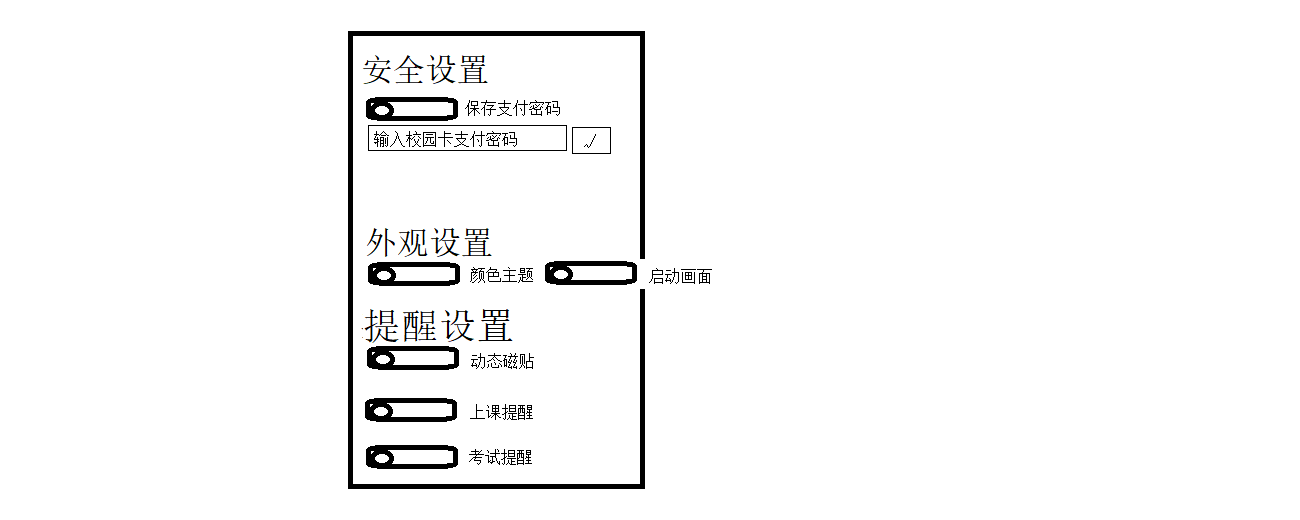 安全设置
保存支付密码
输入校园卡支付密码 √
外观设置
颜色主题 启动画面
提醒设置
动态磁贴
上课提醒
考试提醒